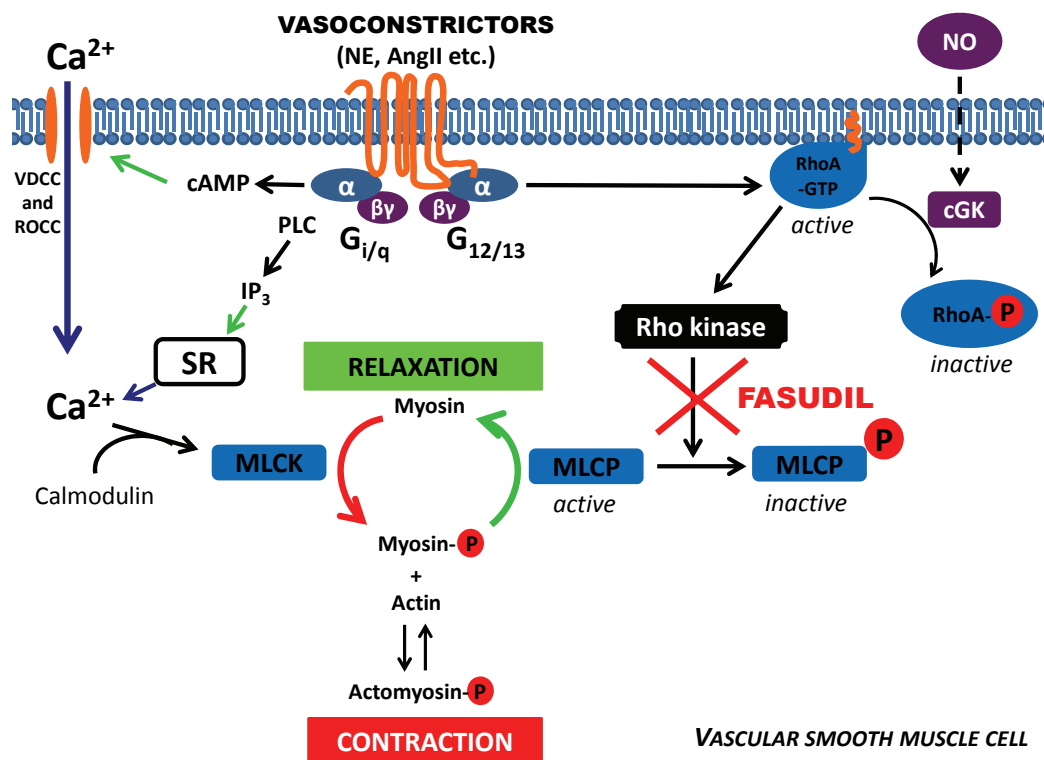 VASOCONSTRICTORS
(NE, AngII etc.)
Ca2+
NO
VDCC
and
ROCC
cAMP
α
βγ
βγ
α
Gi/q
G12/13
PLC
IP3
SR
RhoA
-GTP
active
cGK
RhoA-P
inactive
Rho kinase
FASUDIL
RELAXATION
Myosin
Ca2+
Calmodulin
MLCK
MLCP
active
MLCP
P
inactive
Myosin-P
+
Actin
Actomyosin-P
CONTRACTION
VASCULAR SMOOTH MUSCLE CELL